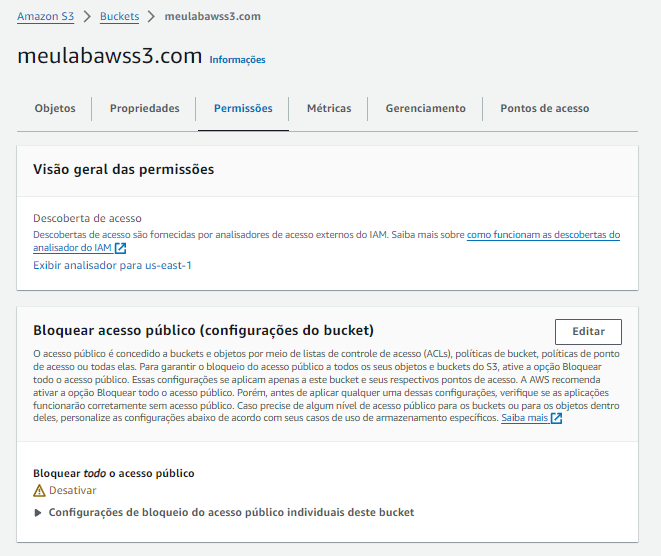 Amazon S3 > Buckets > meulabawss3.com
meulabawss3.com Informações
Objetos Propriedades Permissões Métricas Gerenciamento Pontos de acesso
Visão geral das permissões
Descoberta de acesso
Descobertas de acesso são fornecidas por analisadores de acesso externos do IAM. Saiba mais sobre como funcionam as descobertas do
analisador do IAM
Exibir analisador para us-east-1
Bloquear acesso público (configurações do bucket)
Editar
O acesso público é concedido a buckets e objetos por meio de listas de controle de acesso (ACLs), políticas de bucket, políticas de ponto
de acesso ou todas elas. Para garantir o bloqueio do acesso público a todos os seus objetos e buckets do S3, ative a opção Bloquear
todo o acesso público. Essas configurações se aplicam apenas a este bucket e seus respectivos pontos de acesso. A AWS recomenda
ativar a opção Bloquear todo o acesso público. Porém, antes de aplicar qualquer uma dessas configurações, verifique se as aplicações
funcionarão corretamente sem acesso público. Caso precise de algum nível de acesso público para os buckets ou para os objetos dentro
deles, personalize as configurações abaixo de acordo com seus casos de uso de armazenamento específicos. Saiba mais
Bloquear todo o acesso público
Desativar
Configurações de bloqueio do acesso público individuais deste bucket